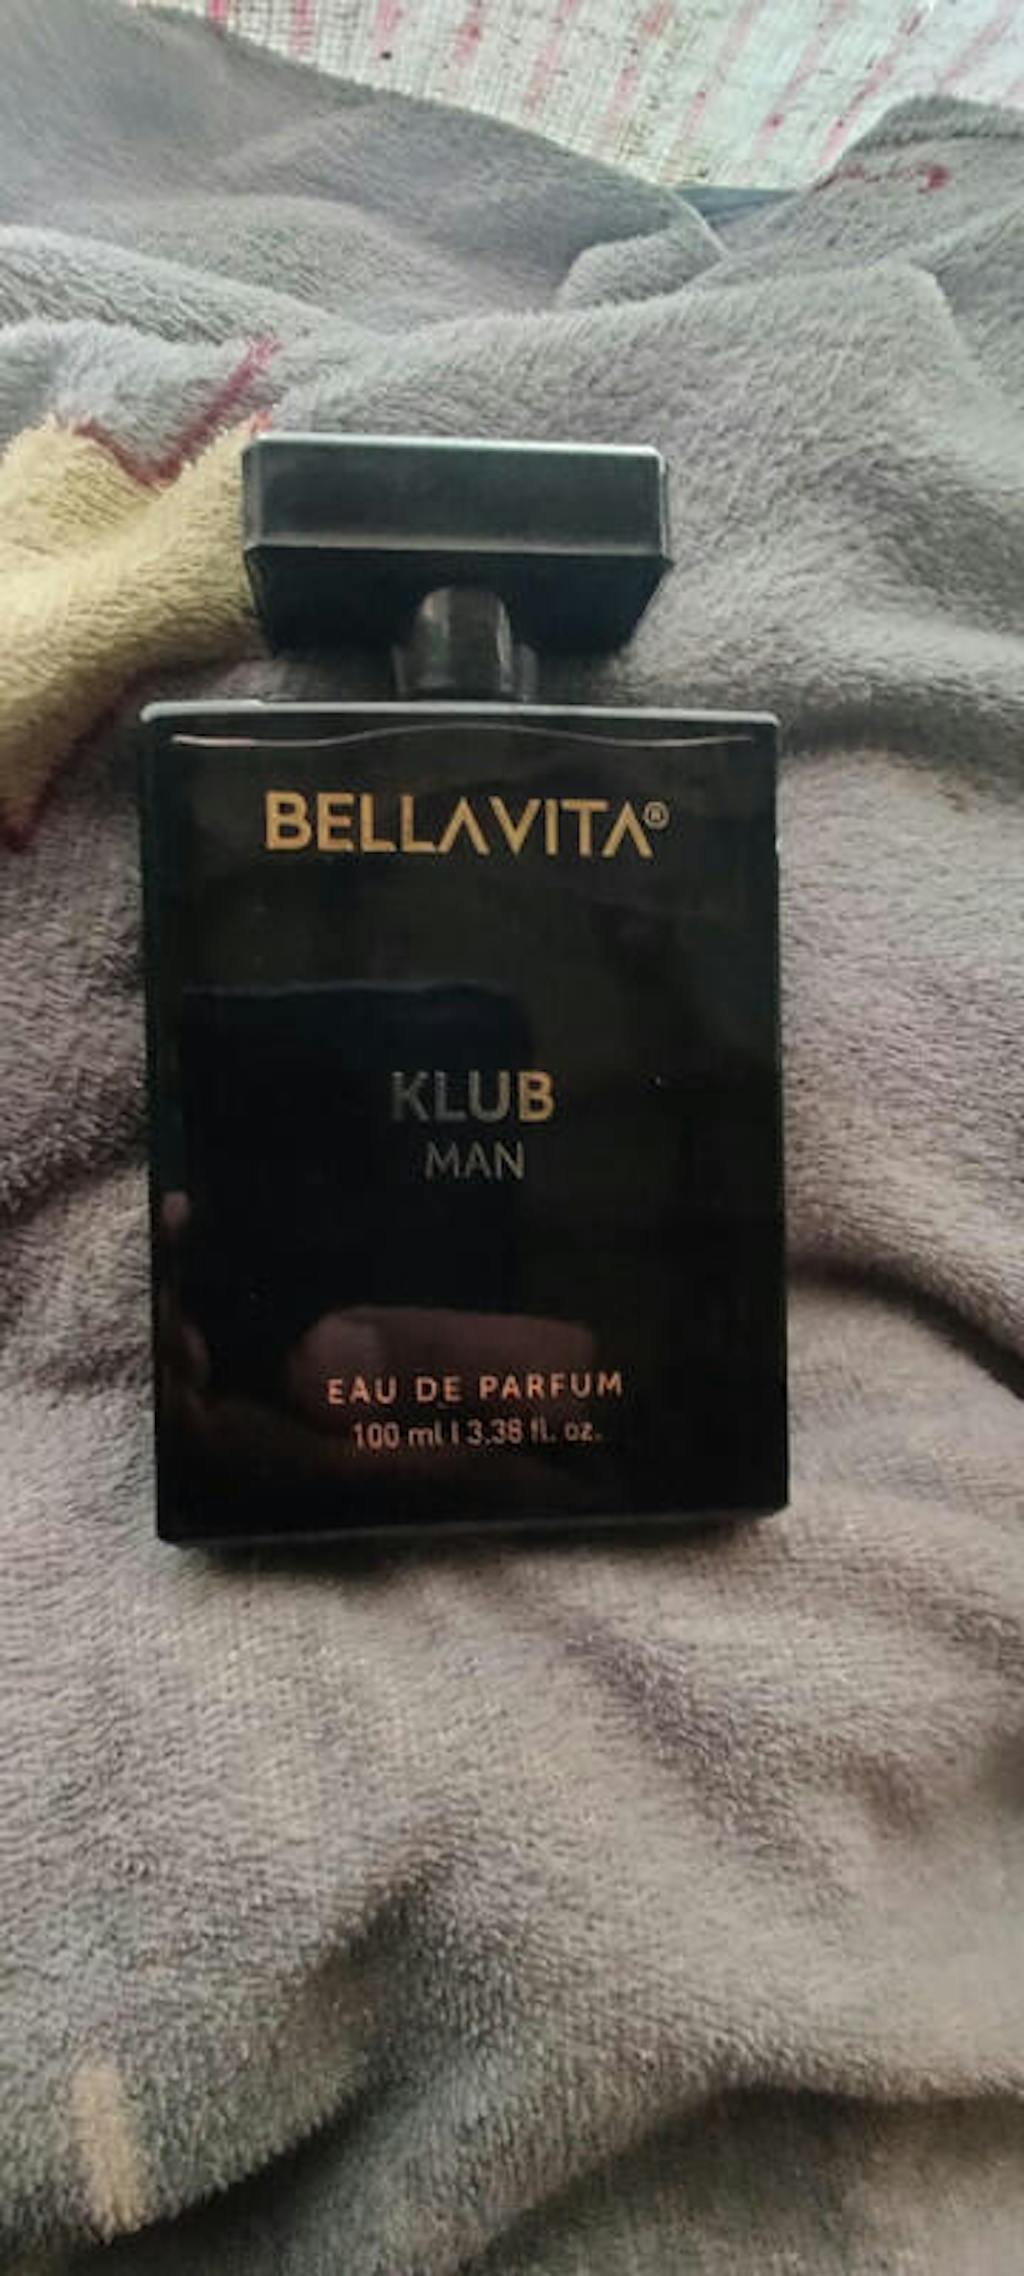 BELLAVITA®
KLUB
MAN
EAU DE PARFUM
100 ml | 3.38 fl. oz.